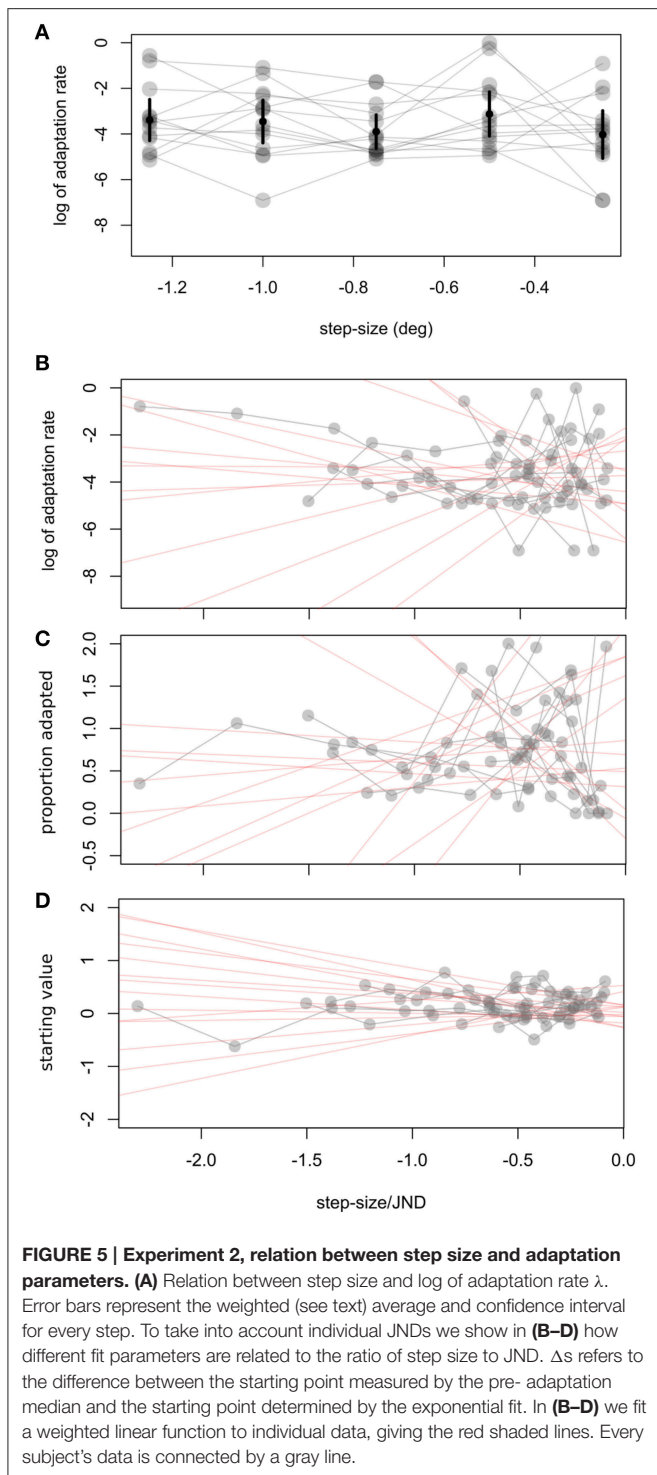 A
log of adaptation rate
0
-2
-4
-6
-8
-1.2 -1.0 -0.8 -0.6 -0.4
step-size (deg)
B
log of adaptation rate
0
-2
-4
-6
-8
C
proportion adapted
2.0
1.5
1.0
0.5
0.0
-0.5
D
starting value
2
1
0
-1
-2
-2.0 -1.5 -1.0 -0.5 0.0
step-size/JND
FIGURE 5 | Experiment 2, relation between step size and adaptation
parameters. (A) Relation between step size and log of adaptation rate λ.
Error bars represent the weighted (see text) average and confidence interval
for every step. To take into account individual JNDs we show in (B–D) how
different fit parameters are related to the ratio of step size to JND. Δs refers to
the difference between the starting point measured by the pre- adaptation
median and the starting point determined by the exponential fit. In (B–D) we fit
a weighted linear function to individual data, giving the red shaded lines. Every
subject's data is connected by a gray line.